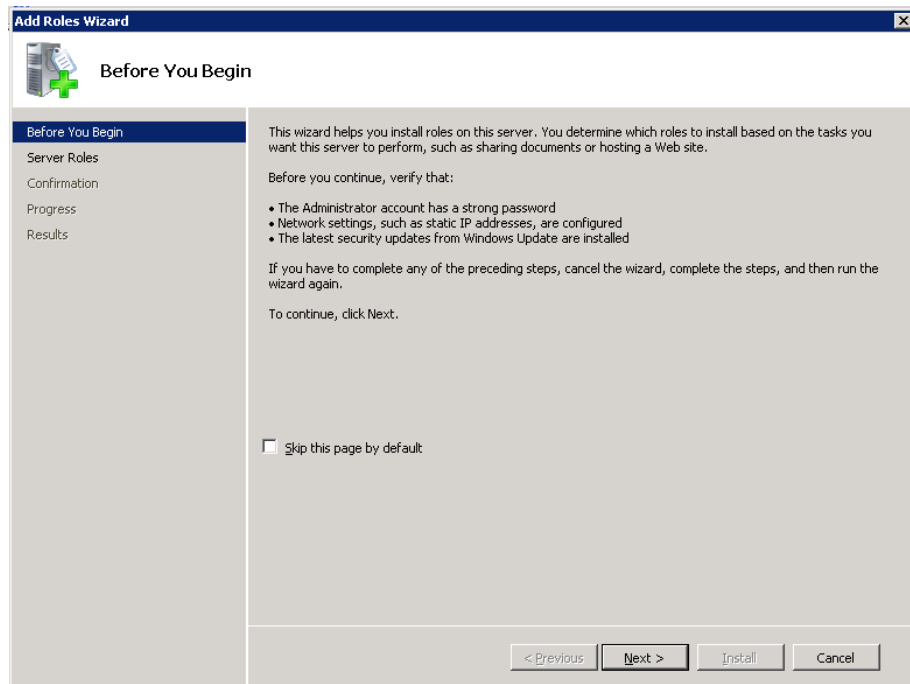 Add Roles Wizard
Before You Begin
Before You Begin
Server Roles
Confirmation
Progress
Results
This wizard helps you install roles on this server. You determine which roles to install based on the tasks you
want this server to perform, such as sharing documents or hosting a Web site.
Before you continue, verify that:
• The Administrator account has a strong password
• Network settings, such as static IP addresses, are configured
• The latest security updates from Windows Update are installed
If you have to complete any of the preceding steps, cancel the wizard, complete the steps, and then run the
wizard again.
To continue, click Next.
Skip this page by default
< Previous Next > Install Cancel